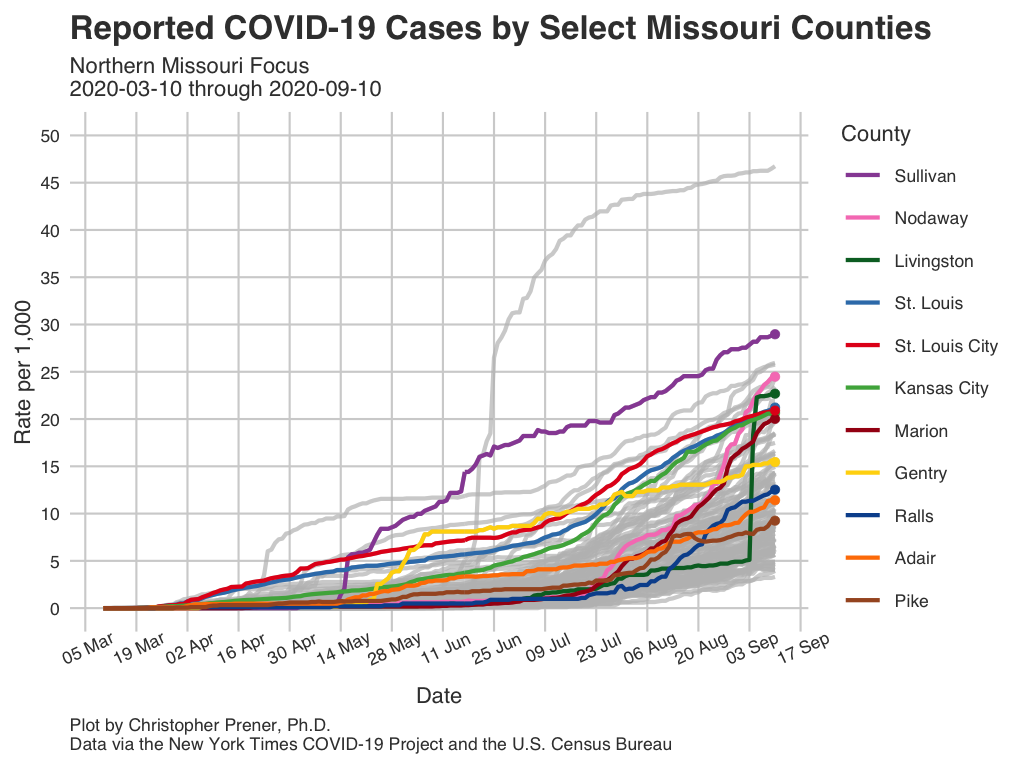 Reported COVID-19 Cases by Select Missouri Counties
Northern Missouri Focus
2020-03-10 through 2020-09-10
Rate per 1,000
50
45
40
35
30
25
20
15
10
5
0
05 Mar
19 Mar
02 Apr
16 Apr
30 Apr
14 May
28 May
11 Jun
25 Jun
09 Jul
23 Jul
06 Aug
20 Aug
03 Sep
17 Sep
Date
County
Sullivan
Nodaway
Livingston
St. Louis
St. Louis City
Kansas City
Marion
Gentry
Ralls
Adair
Pike
Plot by Christopher Prener, Ph.D.
Data via the New York Times COVID-19 Project and the U.S. Census Bureau